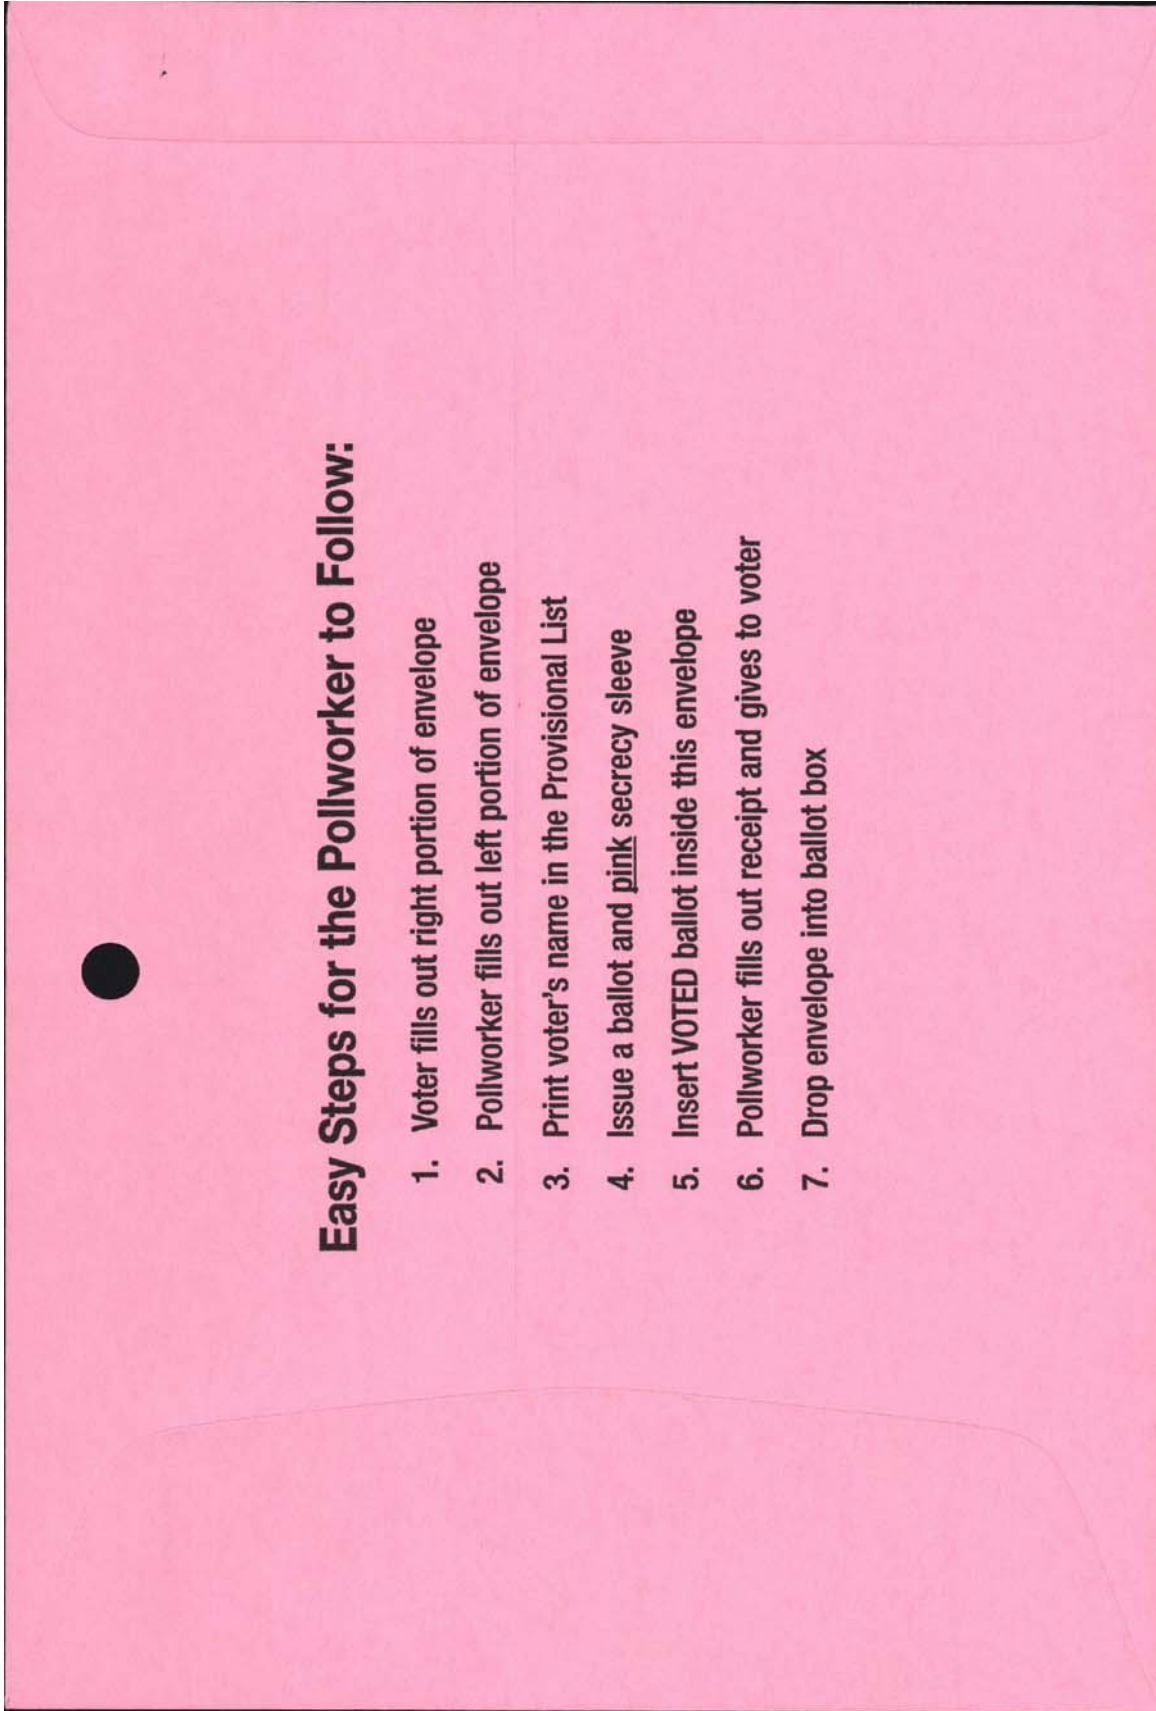 Easy Steps for the Pollworker to Follow:
1. Voter fills out right portion of envelope
2. Pollworker fills out left portion of envelope
3. Print voter's name in the Provisional List
4. Issue a ballot and pink secrecy sleeve
5. Insert VOTED ballot inside this envelope
6. Pollworker fills out receipt and gives to voter
7. Drop envelope into ballot box